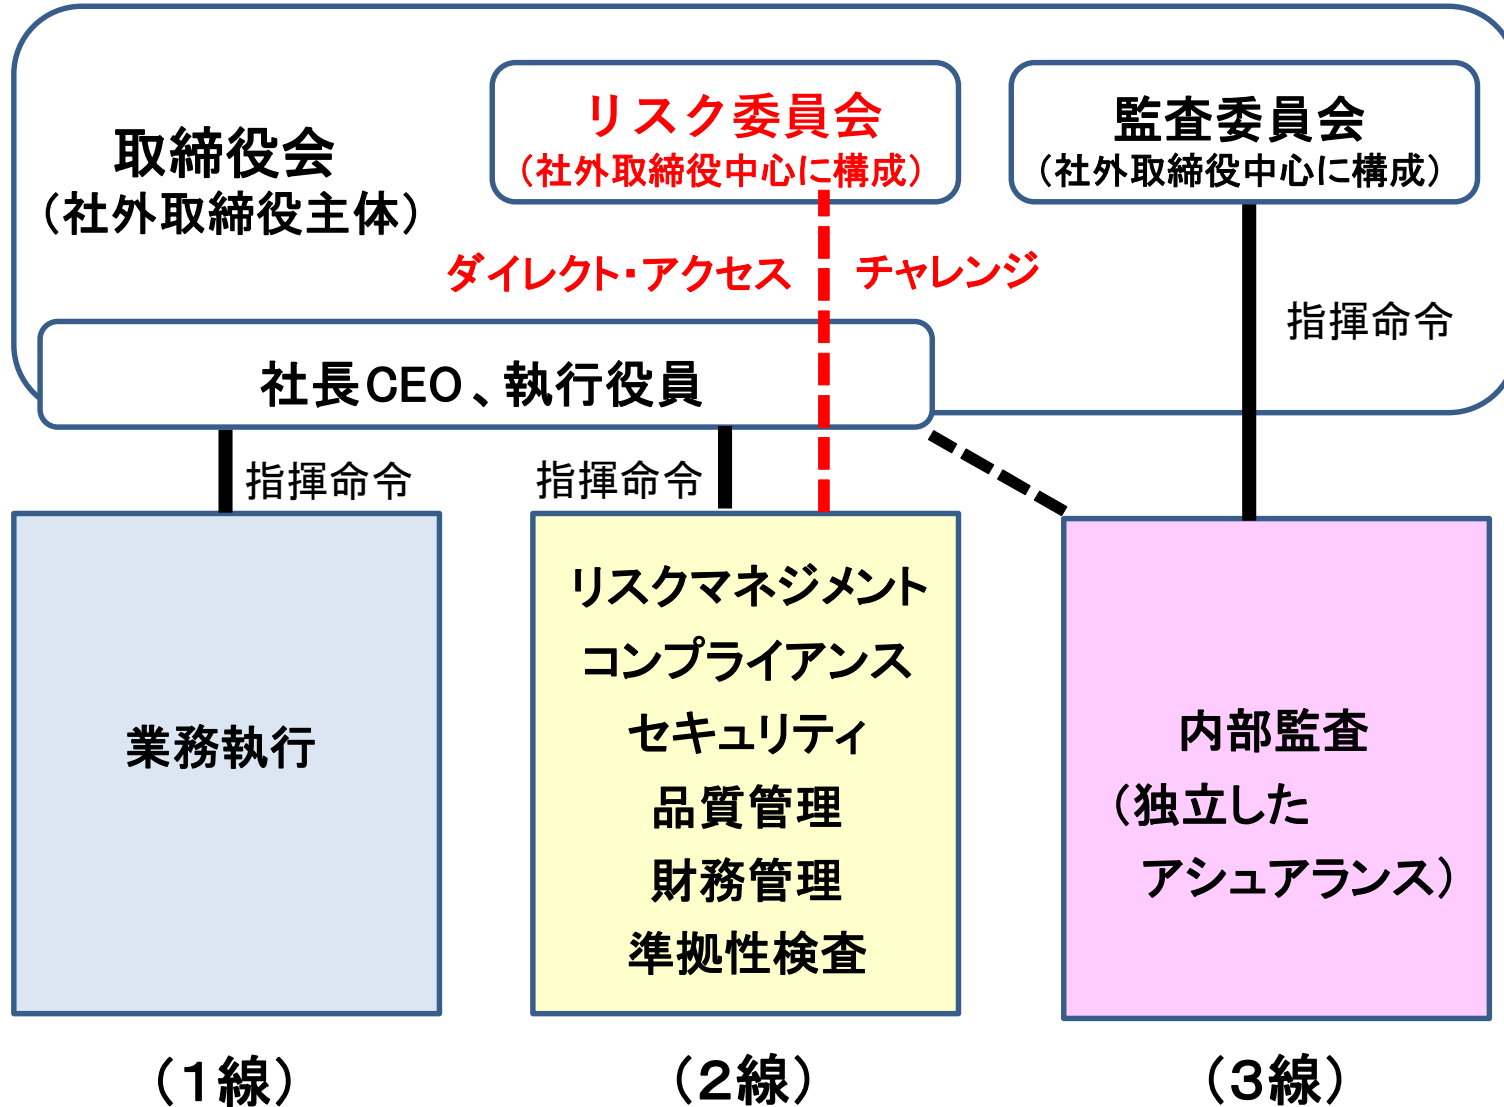 取締役会
（社外取締役主体）
リスク委員会
（社外取締役中心に構成）
監査委員会
（社外取締役中心に構成）
ダイレクト・アクセス
チャレンジ
指揮命令
社長CEO、執行役員
指揮命令
指揮命令
業務執行
リスクマネジメント
コンプライアンス
セキュリティ
品質管理
財務管理
準拠性検査
内部監査
（独立した
アシュアランス）
（１線）
（２線）
（３線）